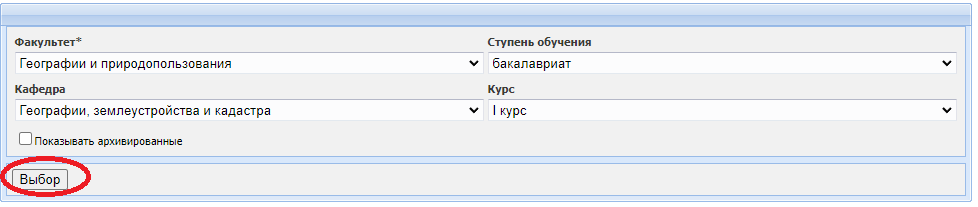 Факультет* Ступень обучения
Географии и природопользования бакалавриат
Кафедра Курс
Географии, землеустройства и кадастра I курс
Показывать архивированные
Выбор